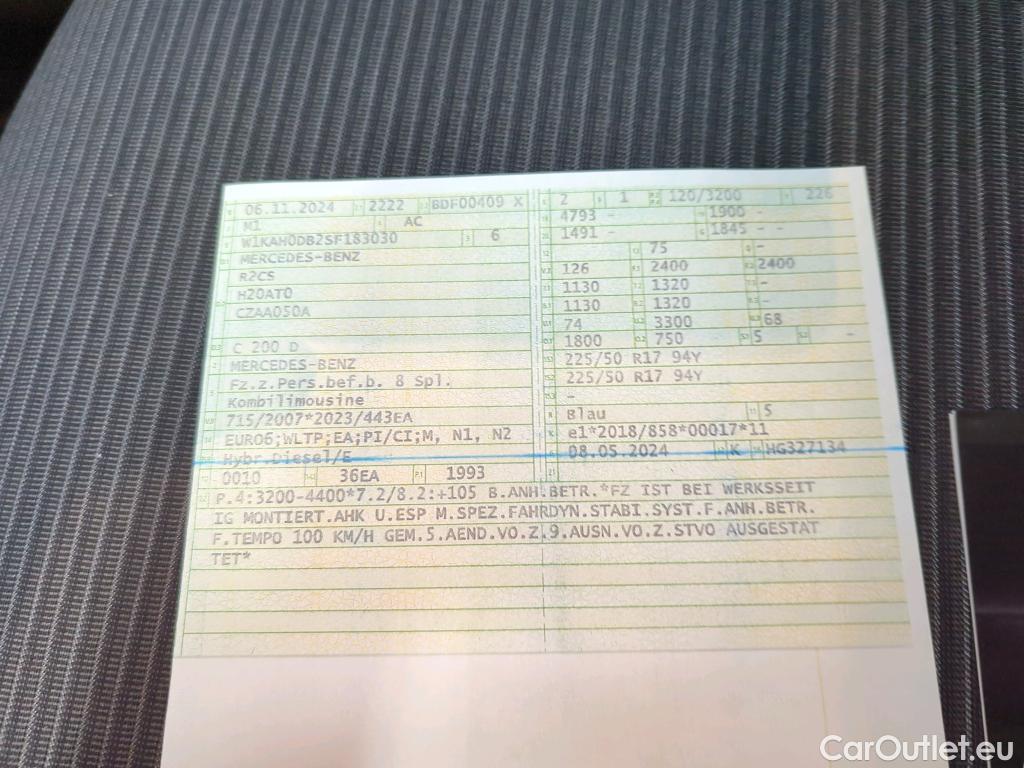 06.11.2024 2222 BDF00409 X
M1 AC
W1KAH0DB2SF183030 6
MERCEDES-BENZ
R2CS
H20AT0
CZAA050A
C 200 D
MERCEDES-BENZ
Fz.z.Pers.bef.b. 8 Spl.
Kombilimousine
715/2007*2023/443EA
EURO6;WLTP;EA;PI/CI;M, N1, N2
Hybr.Diesel/E
0010 36EA 1993
2 1 120/3200 226
4793 - 1900 -
1491 - 1845 - -
75 -
126 2400 2400
1130 1320 -
1130 1320 -
74 3300 68
1800 750 5 -
225/50 R17 94Y
225/50 R17 94Y
-
Blau 5
e1*2018/858*00017*11
08.05.2024 K HG327134
P.4:3200-4400*7.2/8.2:+105 B.ANH.BETR.*FZ IST BEI WERKSSEIT
IG MONTIERT.AHK U.ESP M.SPEZ.FAHRDYN.STABI.SYST.F.ANH.BETR.
F.TEMPO 100 KM/H GEM.5.AEND.VO.Z.9.AUSN.VO.Z.STVO AUSGESTAT
TET*
CarOutlet.eu